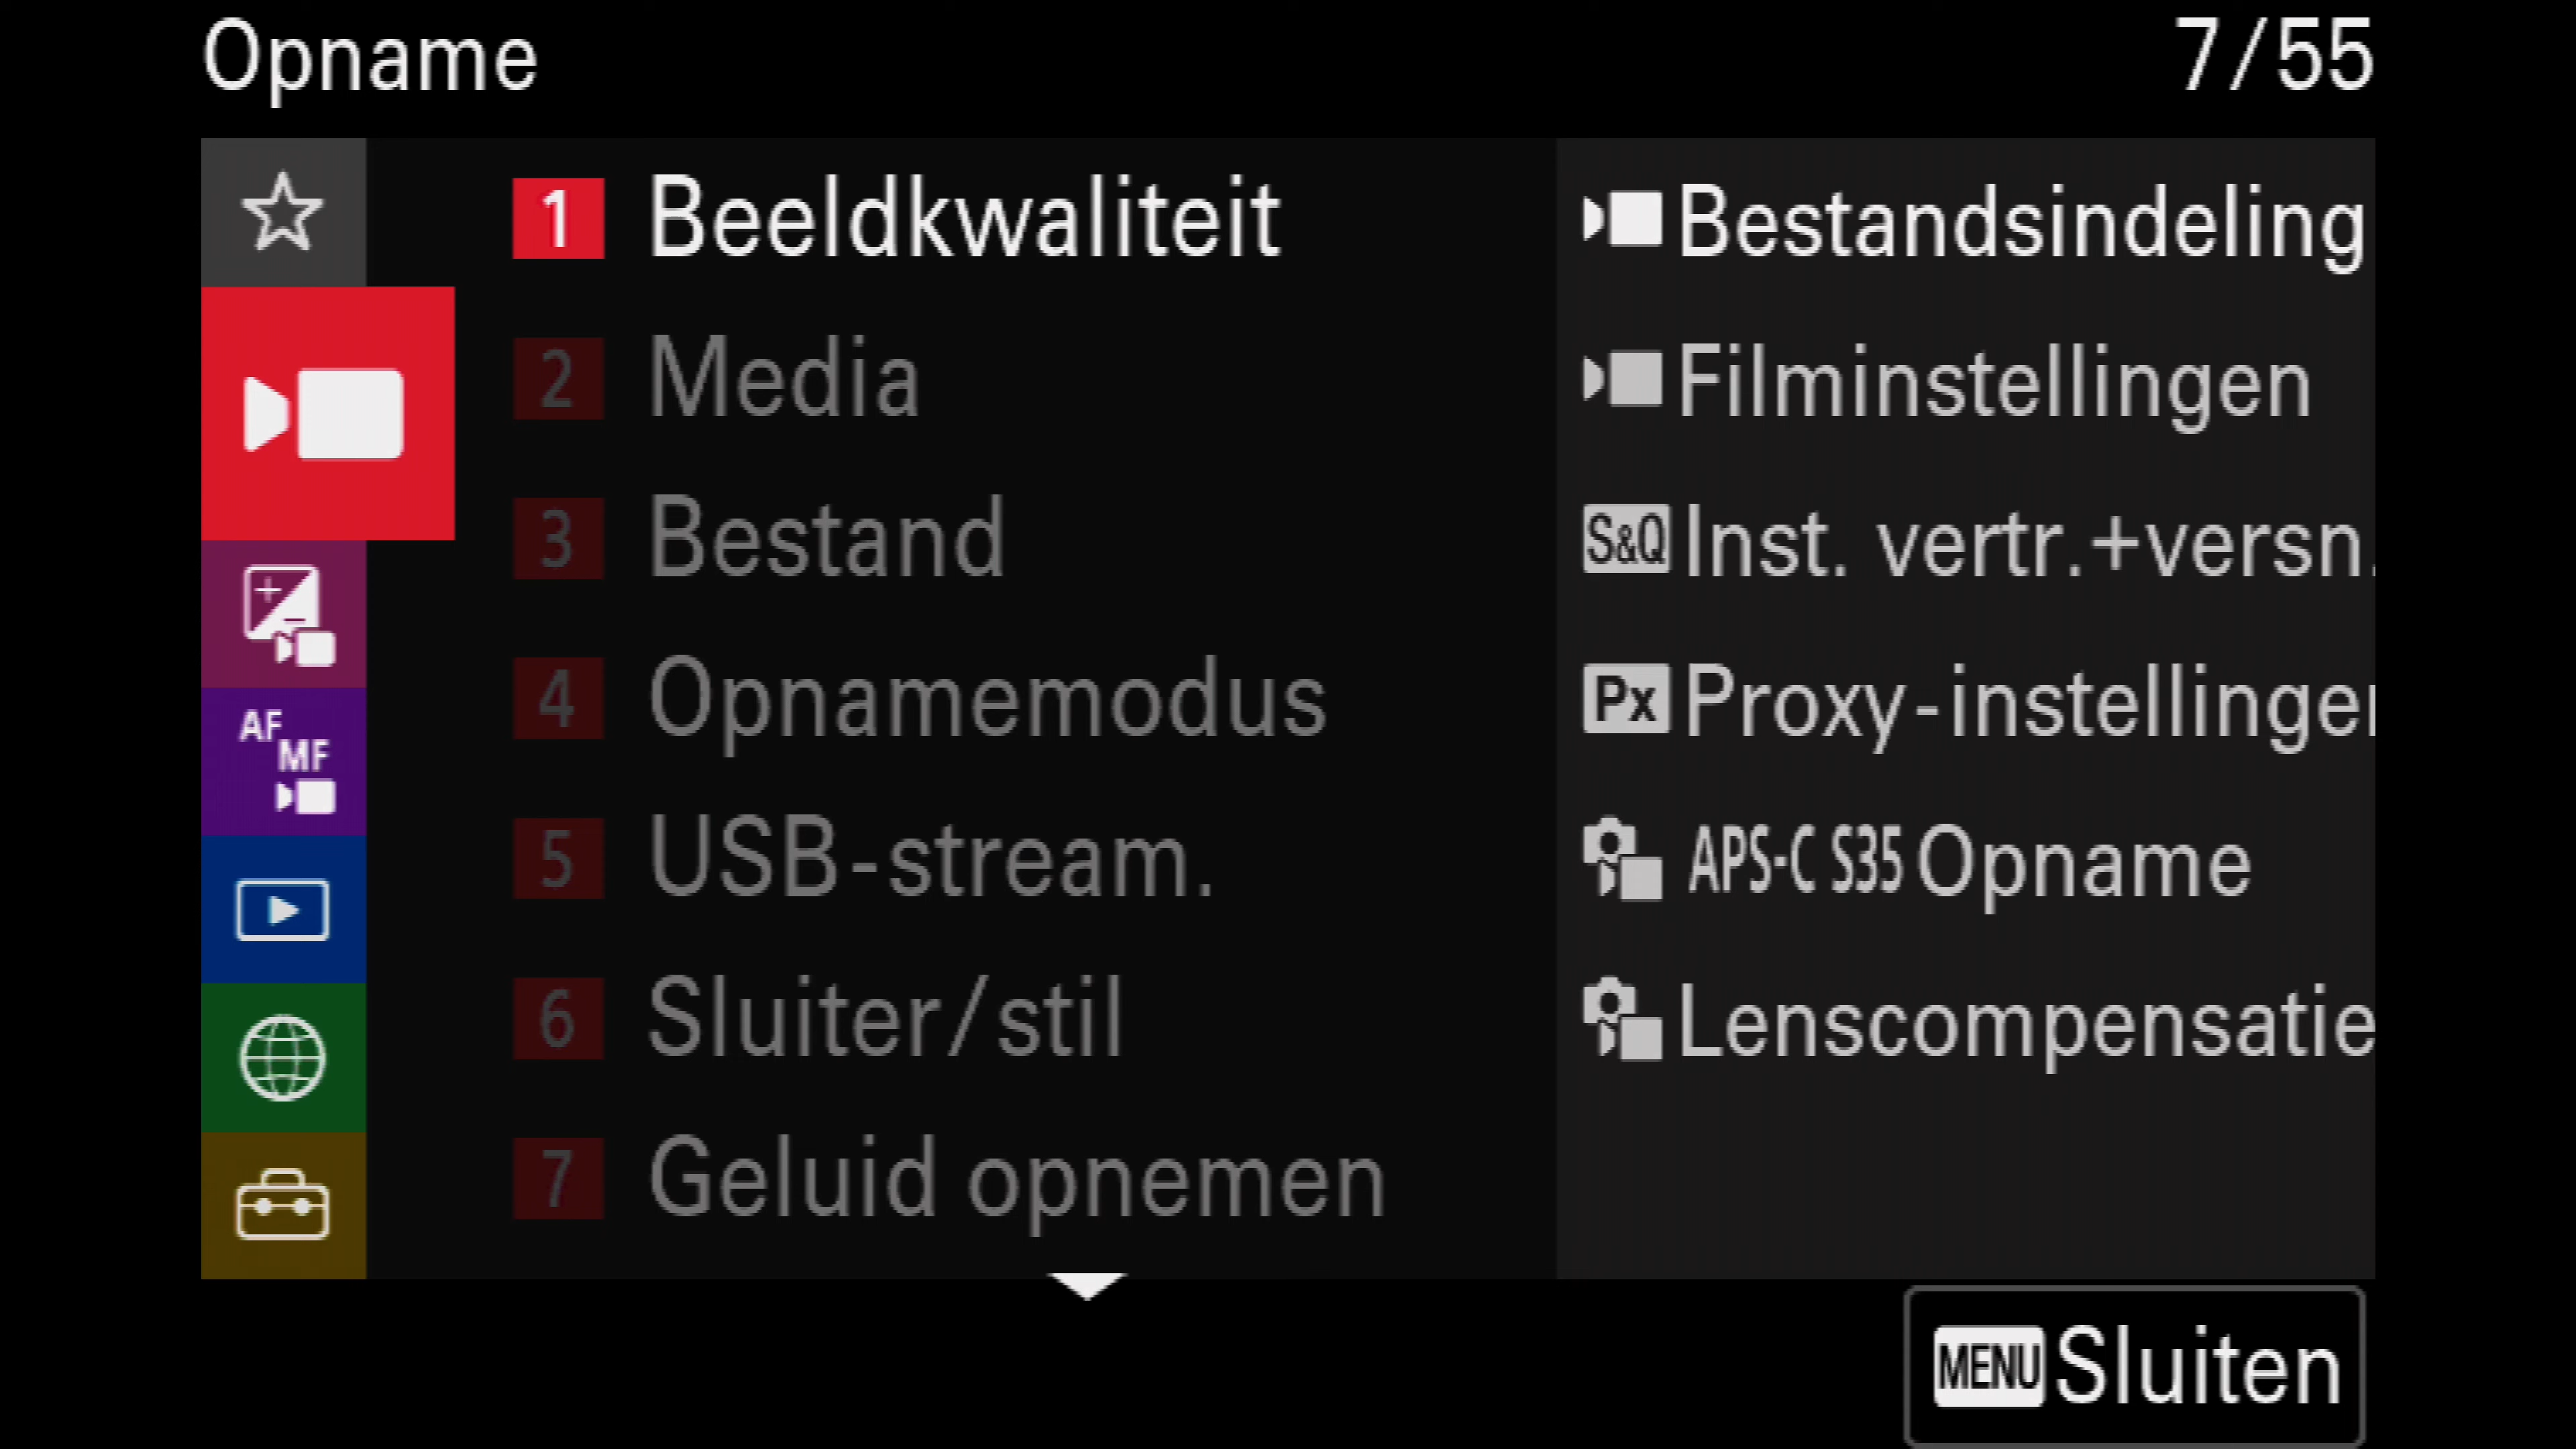 Opname
7/55
1 Beeldkwaliteit
2 Media
3 Bestand
4 Opnamemodus
5 USB-stream.
6 Sluiter/stil
7 Geluid opnemen
AF
MF
Bestandsindeling
Filminstellingen
S&Q Inst. vertr.+versn.
Px Proxy-instellingen
APS-C S35 Opname
Lenscompensatie
MENU Sluiten